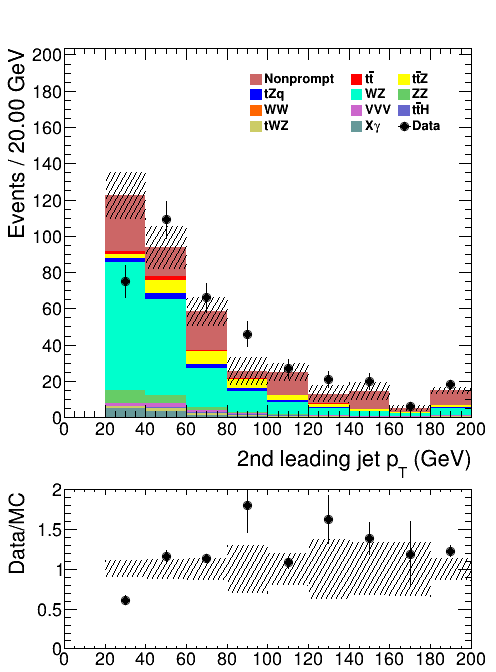 Events / 20.00 GeV
200
180
160
140
120
100
80
60
40
20
0
Nonprompt tt̄ tt̄Z
tZq WZ ZZ
WW VVV tt̄H
tWZ Xγ Data
0 20 40 60 80 100 120 140 160 180 200
2nd leading jet p_T (GeV)
Data/MC
2
1.5
1
0.5
0
0 20 40 60 80 100 120 140 160 180 200